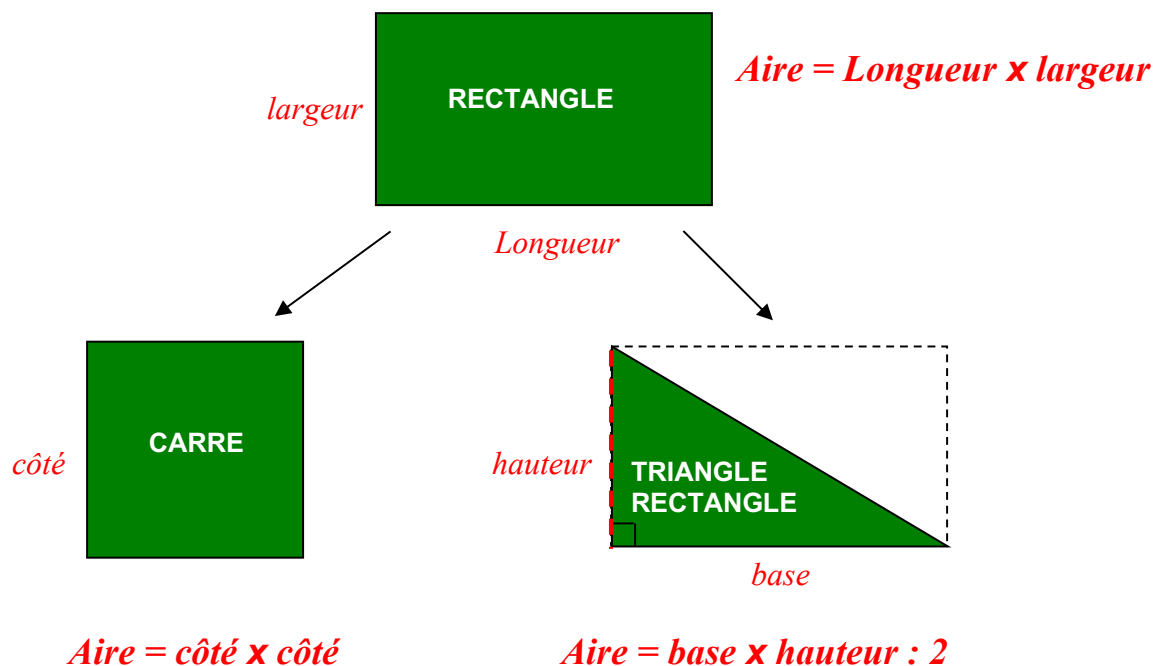 Aire = Longueur x largeur
RECTANGLE
largeur
Longueur
CARRE
côté
hauteur
TRIANGLE
RECTANGLE
base
Aire = côté x côté
Aire = base x hauteur : 2